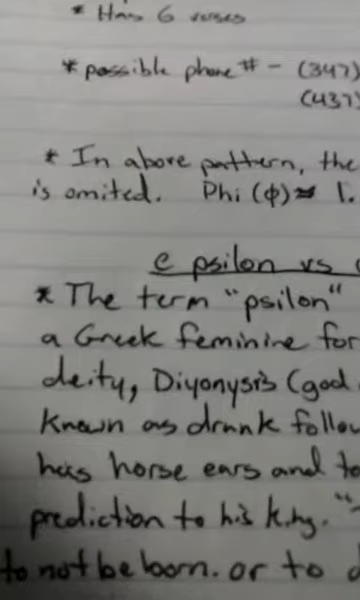 * Has 6 verses
* possible phone # - (347)
(437)
* In above pattern, the
is omited. Phi (φ) ≈ 1.
e psilon vs
* The term "psilon"
a Greek feminine for
deity, Diyonysis (god
Known as drunk follow
has horse ears and
prediction to his king. "
to not be born. or to